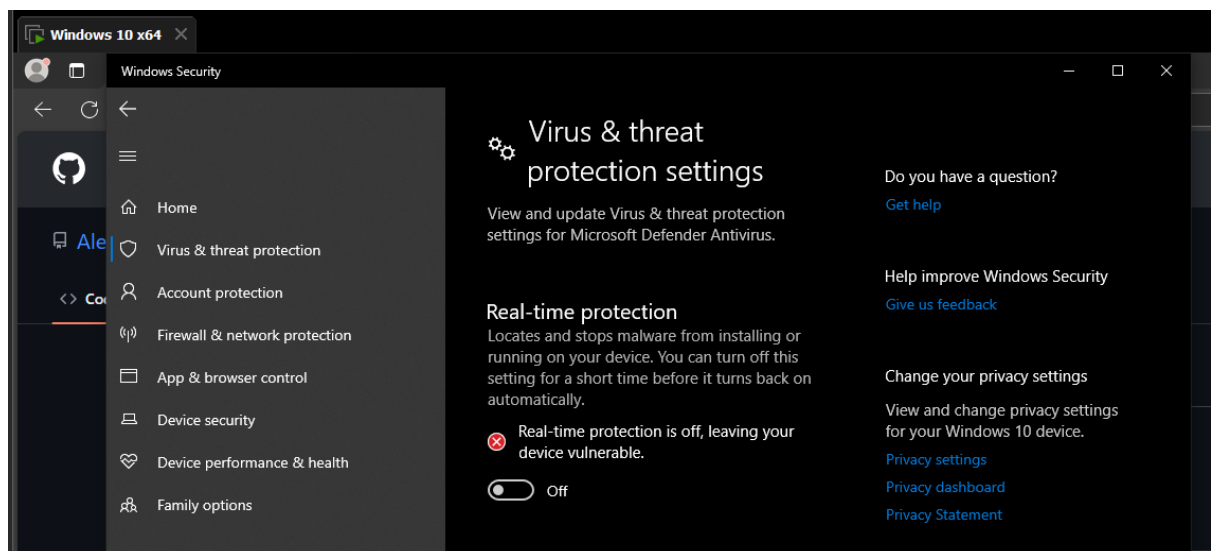 Windows 10 x64
Windows Security
Ale
Coo
Home
Virus & threat protection
Account protection
Firewall & network protection
App & browser control
Device security
Device performance & health
Family options
Virus & threat
protection settings
View and update Virus & threat protection
settings for Microsoft Defender Antivirus.
Real-time protection
Locates and stops malware from installing or
running on your device. You can turn off this
setting for a short time before it turns back on
automatically.
Real-time protection is off, leaving your
device vulnerable.
Off
Do you have a question?
Get help
Help improve Windows Security
Give us feedback
Change your privacy settings
View and change privacy settings
for your Windows 10 device.
Privacy settings
Privacy dashboard
Privacy Statement